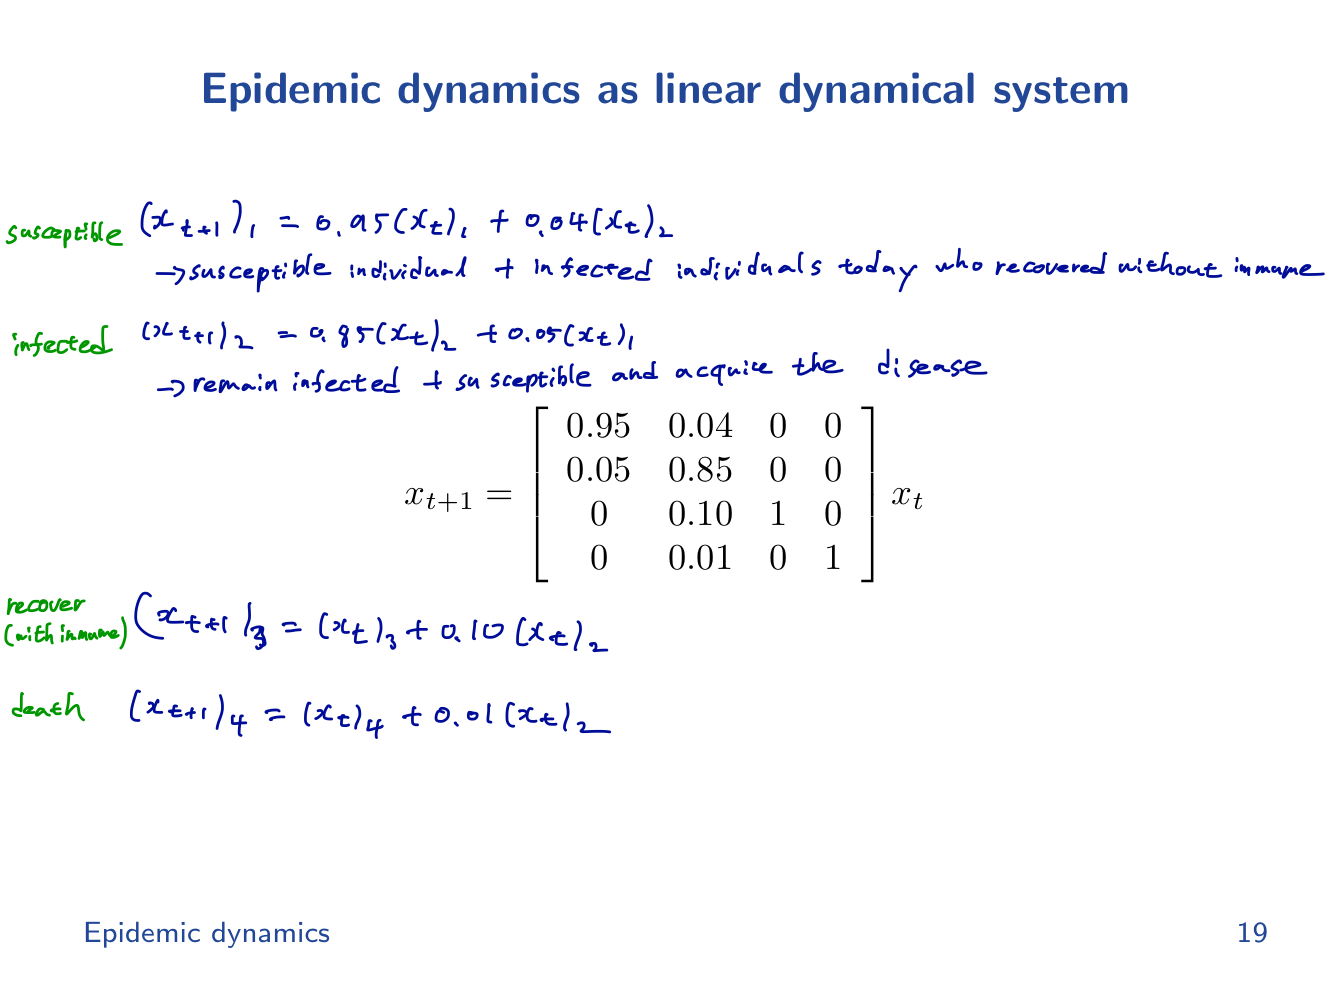 Epidemic dynamics as linear dynamical system
susceptible (x_{t+1})_1 = 0.95(x_t)_1 + 0.04(x_t)_2
→ susceptible individual + infected individuals today who recovered without immune
infected (x_{t+1})_2 = 0.85(x_t)_2 + 0.05(x_t)_1
→ remain infected + susceptible and acquire the disease
x_{t+1} = [ 0.95 0.04 0 0
0.05 0.85 0 0
0 0.10 1 0
0 0.01 0 1 ] x_t
recover
(with immune) (x_{t+1})_3 = (x_t)_3 + 0.10(x_t)_2
death (x_{t+1})_4 = (x_t)_4 + 0.01(x_t)_2
Epidemic dynamics 19